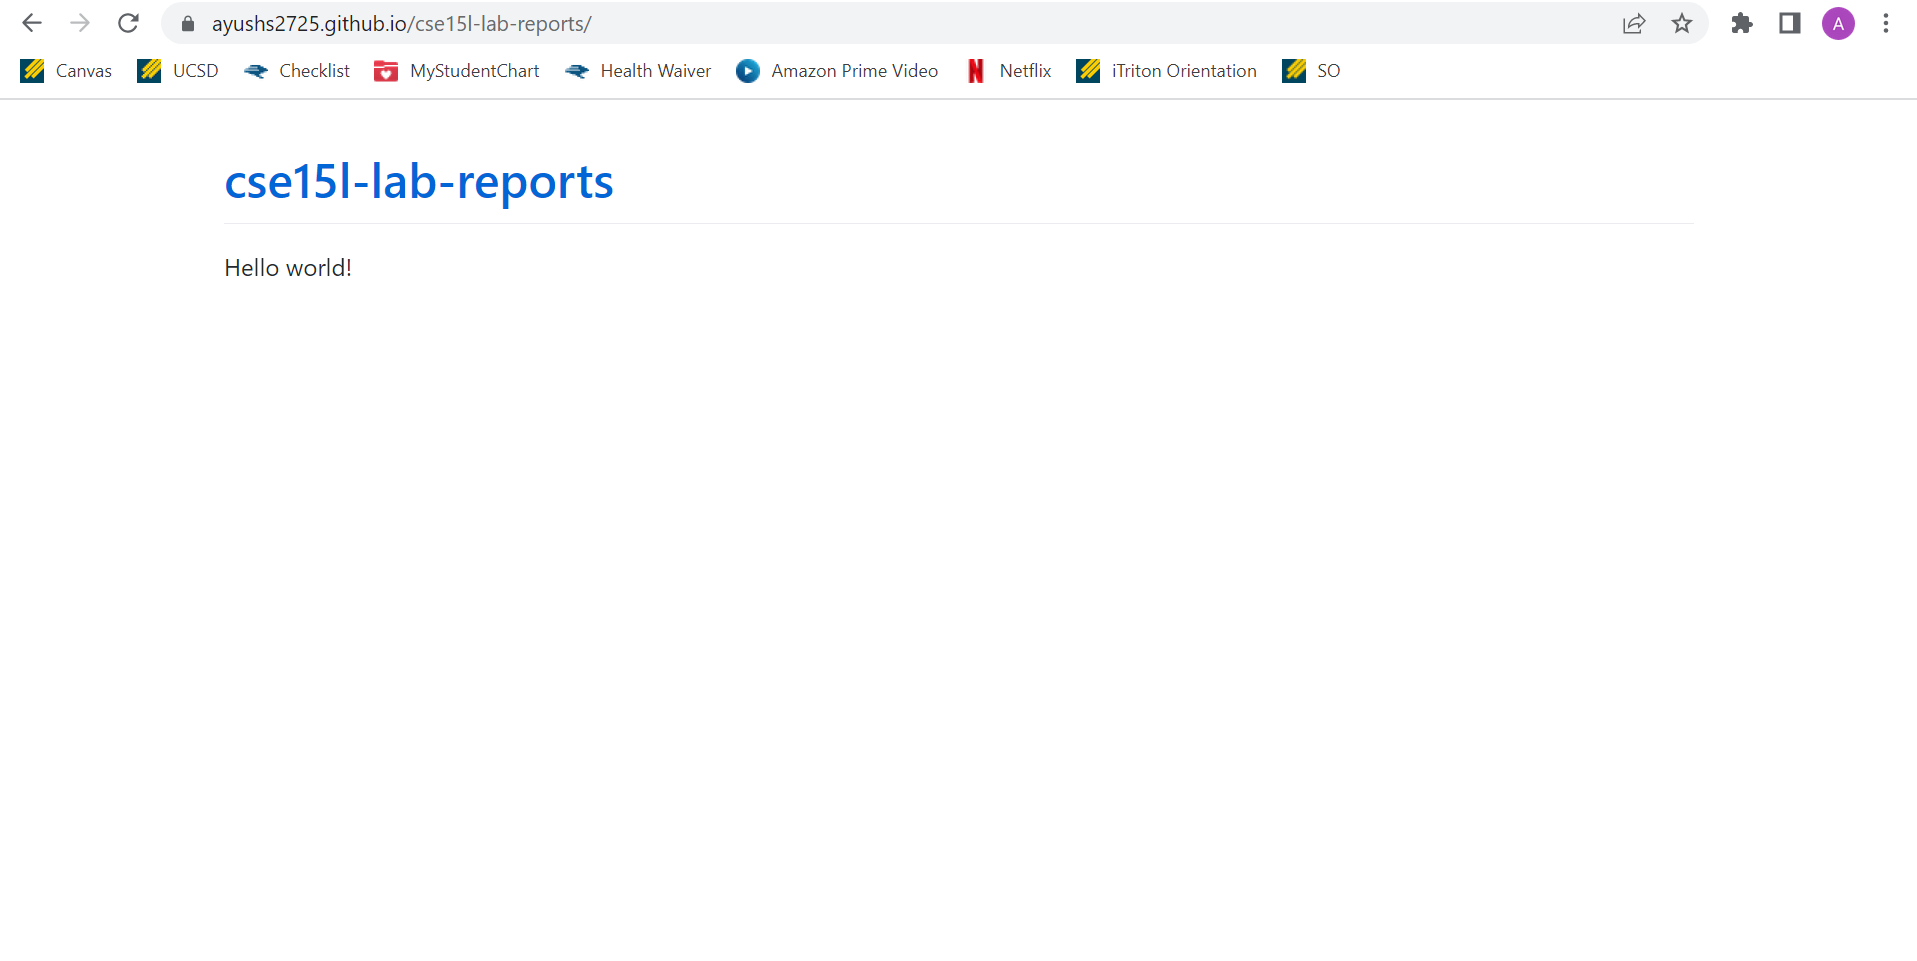 ayushs2725.github.io/cse15l-lab-reports/
A
Canvas UCSD Checklist MyStudentChart Health Waiver Amazon Prime Video Netflix iTriton Orientation SO
cse15l-lab-reports
Hello world!